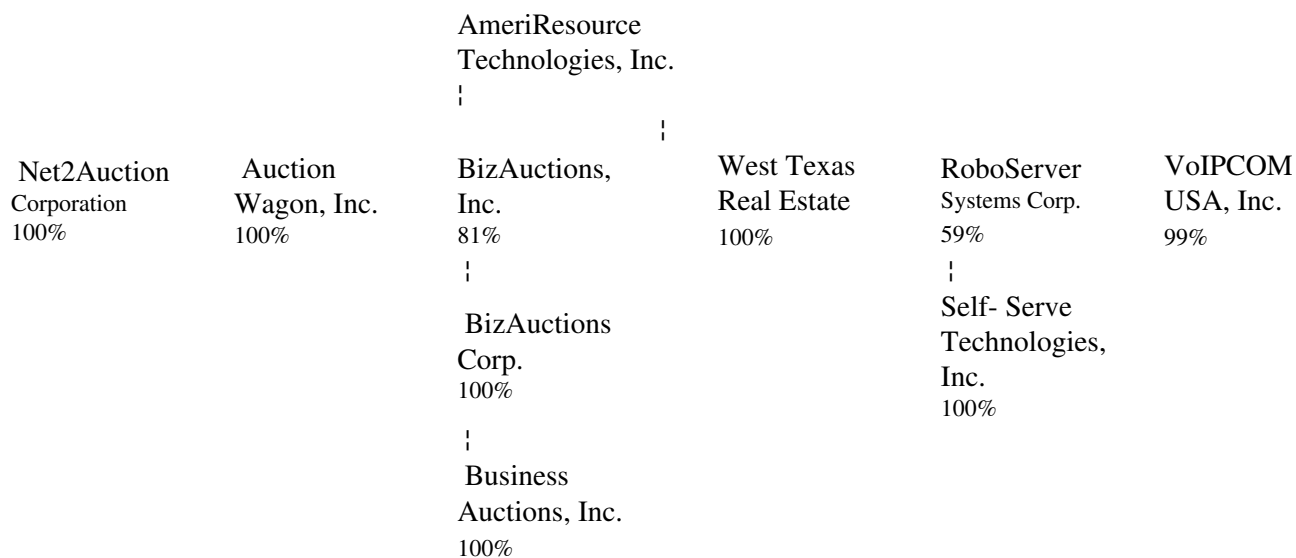 AmeriResource
Technologies, Inc.
¦
¦
Net2Auction
Corporation
100%
Auction
Wagon, Inc.
100%
BizAuctions,
Inc.
81%
West Texas
Real Estate
100%
RoboServer
Systems Corp.
59%
VoIPCOM
USA, Inc.
99%
¦
BizAuctions
Corp.
100%
¦
Self- Serve
Technologies,
Inc.
100%
¦
Business
Auctions, Inc.
100%